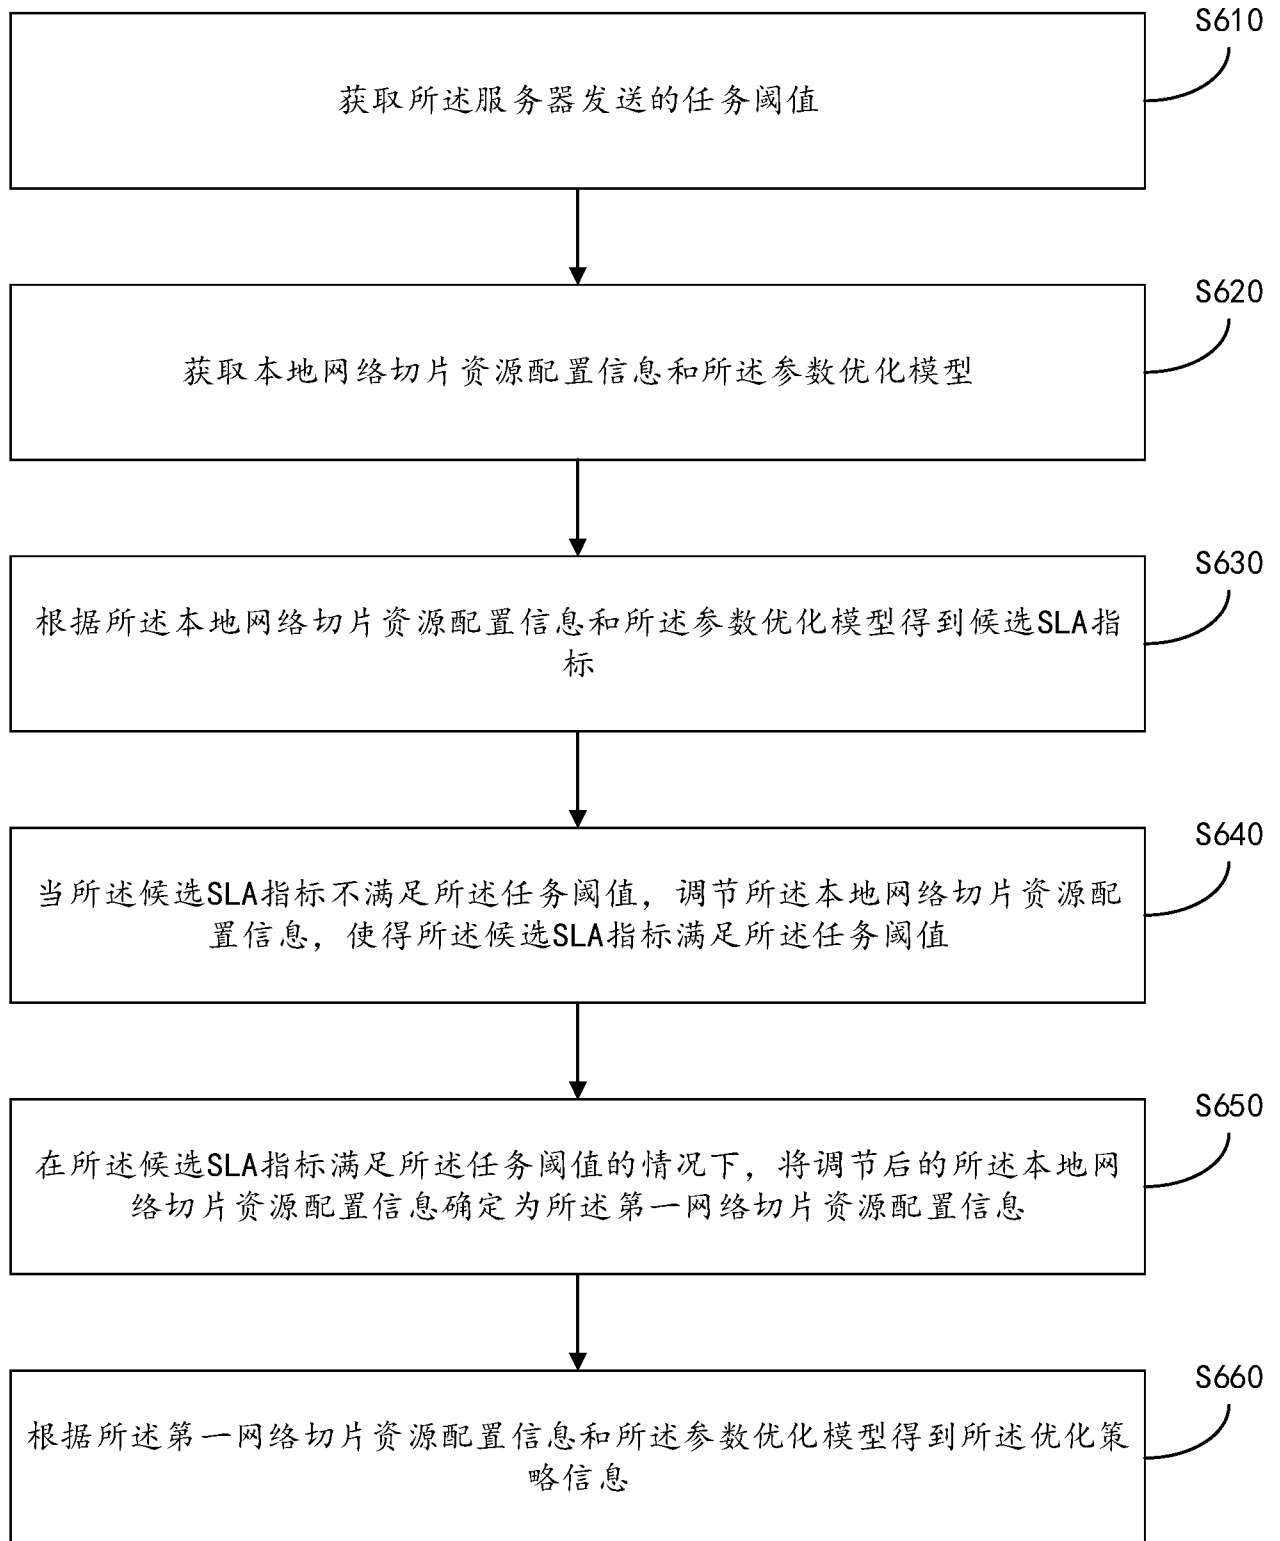 S610
获取所述服务器发送的任务阈值
S620
获取本地网络切片资源配置信息和所述参数优化模型
S630
根据所述本地网络切片资源配置信息和所述参数优化模型得到候选SLA指
标
S640
当所述候选SLA指标不满足所述任务阈值，调节所述本地网络切片资源配
置信息，使得所述候选SLA指标满足所述任务阈值
S650
在所述候选SLA指标满足所述任务阈值的情况下，将调节后的所述本地网
络切片资源配置信息确定为所述第一网络切片资源配置信息
S660
根据所述第一网络切片资源配置信息和所述参数优化模型得到所述优化策
略信息